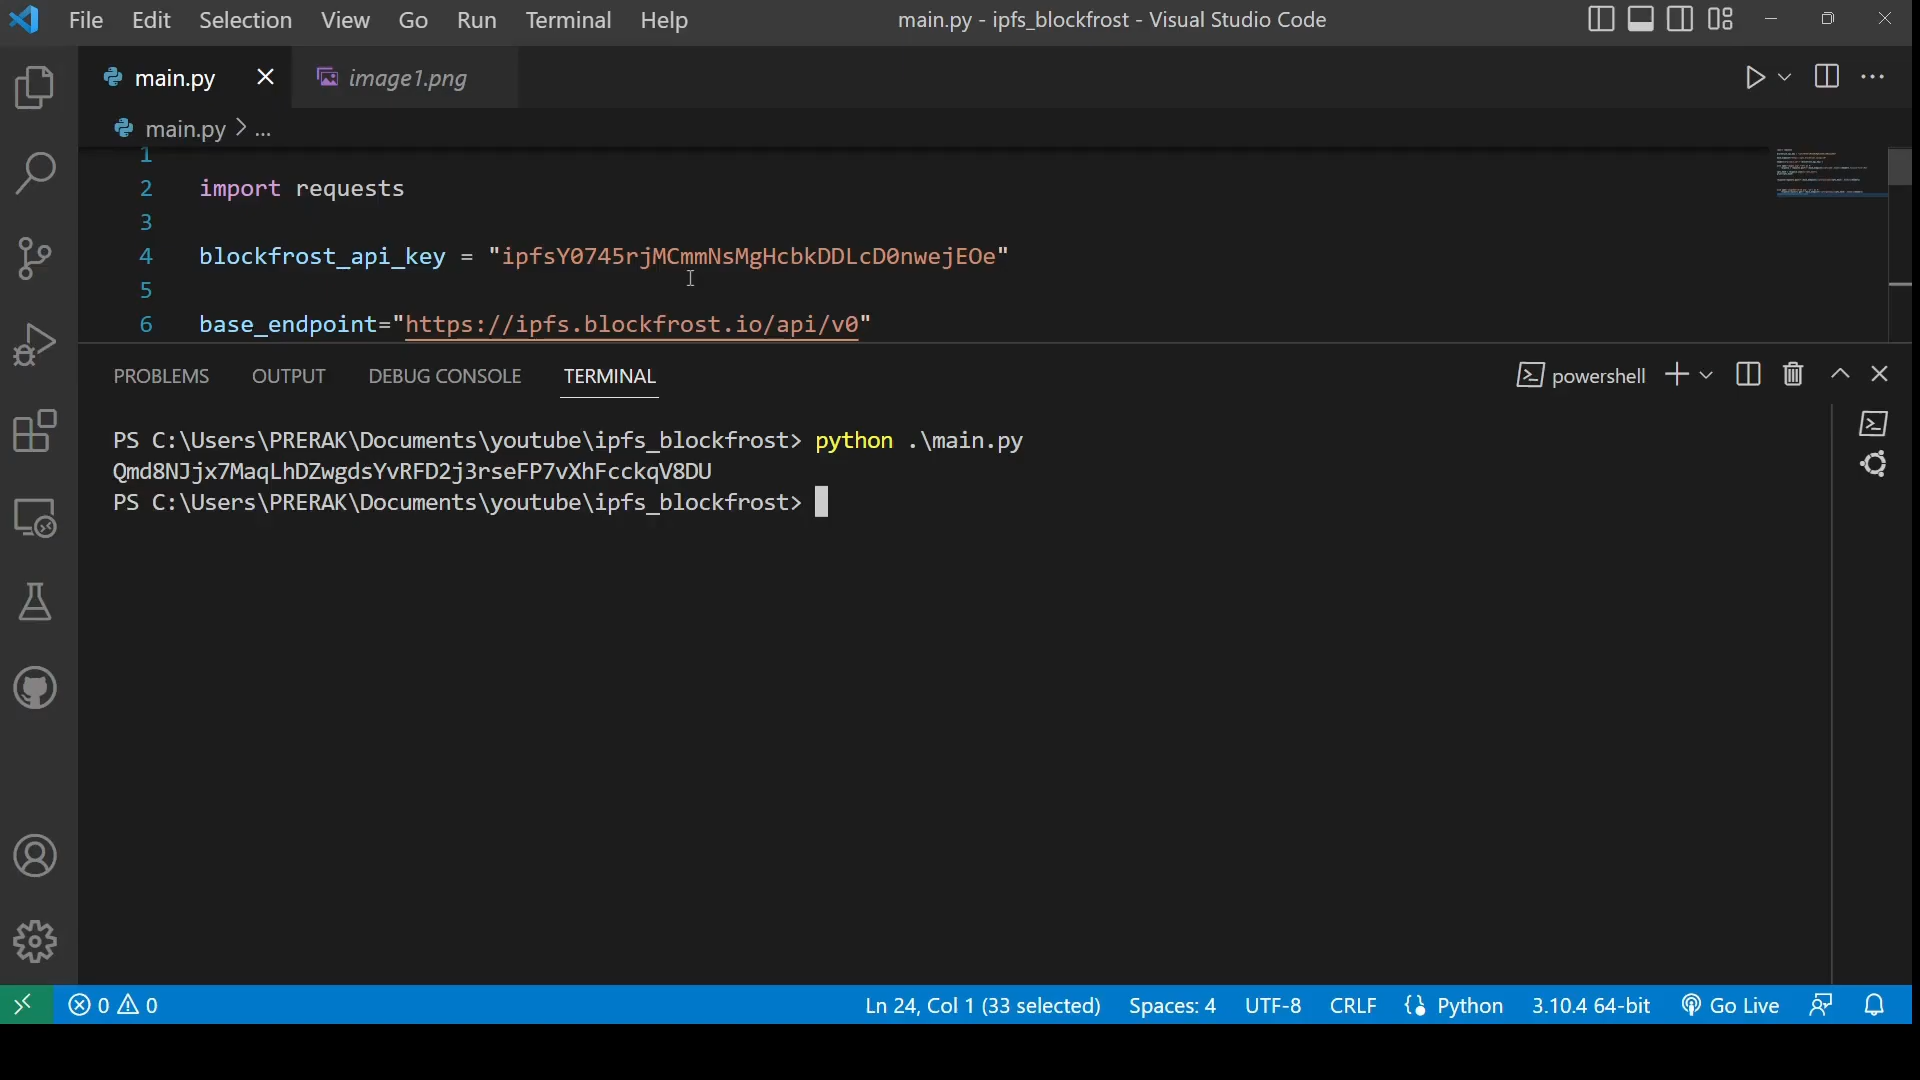 File Edit Selection View Go Run Terminal Help main.py - ipfs_blockfrost - Visual Studio Code
main.py image1.png
main.py > ...
1
2 import requests
3
4 blockfrost_api_key = "ipfsY0745rjMCmmNsMgHcbkDDLcD0nwejEOe"
5
6 base_endpoint="https://ipfs.blockfrost.io/api/v0"
PROBLEMS OUTPUT DEBUG CONSOLE TERMINAL powershell
PS C:\Users\PRERAK\Documents\youtube\ipfs_blockfrost> python .\main.py
Qmd8NJjx7MaqLhDZwgdsYvRFD2j3rseFP7vXhFcckqV8DU
PS C:\Users\PRERAK\Documents\youtube\ipfs_blockfrost>
0 0 Ln 24, Col 1 (33 selected) Spaces: 4 UTF-8 CRLF Python 3.10.4 64-bit Go Live